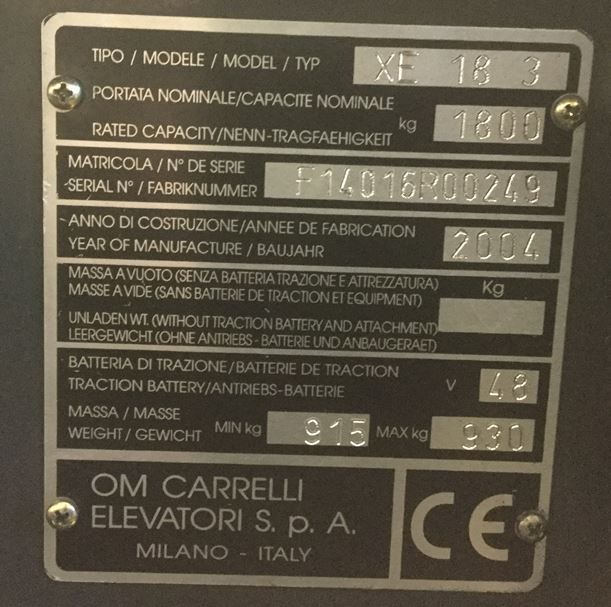 TIPO / MODELE / MODEL / TYP XE 18 3
PORTATA NOMINALE/CAPACITE NOMINALE
RATED CAPACITY/NENN-TRAGFAEHIGKEIT kg 1800
MATRICOLA / N° DE SERIE
SERIAL N° / FABRIKNUMMER F14016R00249
ANNO DI COSTRUZIONE/ANNEE DE FABRICATION
YEAR OF MANUFACTURE / BAUJAHR 2004
MASSA A VUOTO (SENZA BATTERIA TRAZIONE E ATTREZZATURA) Kg
MASSE A VIDE (SANS BATTERIE DE TRACTION ET EQUIPMENT)
UNLADEN WT. (WITHOUT TRACTION BATTERY AND ATTACHMENT)
LEERGEWICHT (OHNE ANTRIEBS - BATTERIE UND ANBAUGERAET)
BATTERIA DI TRAZIONE/BATTERIE DE TRACTION
TRACTION BATTERY/ANTRIEBS-BATTERIE V 48
MASSA / MASSE
WEIGHT / GEWICHT MIN kg 915 MAX kg 930
OM CARRELLI
ELEVATORI S. p. A.
MILANO - ITALY
CE